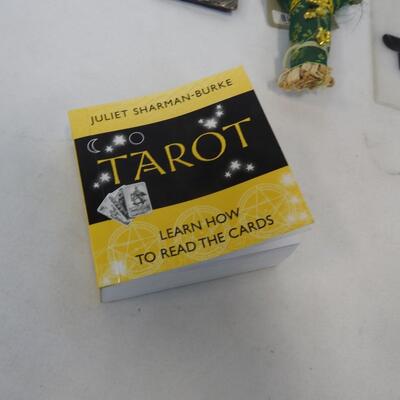 JULIET SHARMAN-BURKE
TAROT
LEARN HOW
TO READ THE CARDS